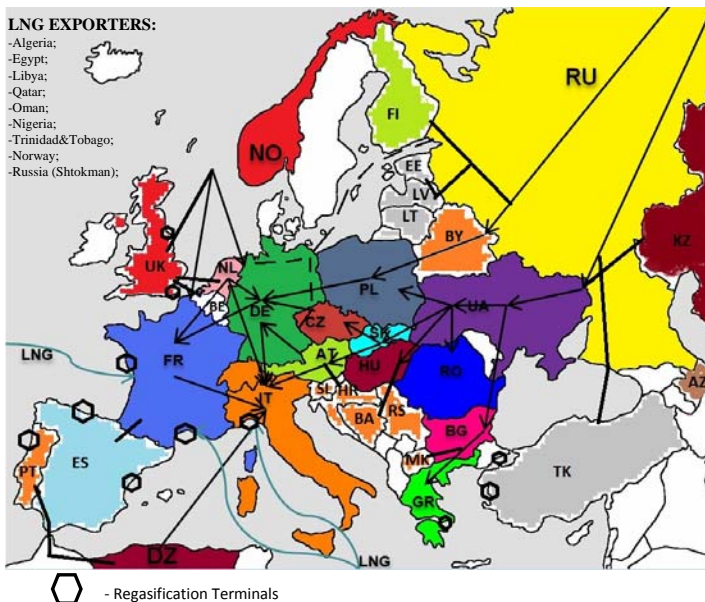 LNG EXPORTERS:
-Algeria;
-Egypt;
-Libya;
-Qatar;
-Oman;
-Nigeria;
-Trinidad&Tobago;
-Norway;
-Russia (Shtokman);
RU
FI
NO
EE
LV
LT
BY
KZ
UK
NL
BE
DE
PL
UA
CZ
SK
FR
AT
HU
RO
LNG
SL
HR
IT
BA
RS
AZ
BG
MK
PT
ES
TK
GR
DZ
LNG
- Regasification Terminals